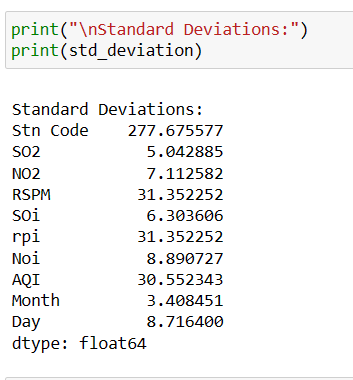 print("\nStandard Deviations:")
print(std_deviation)
Standard Deviations:
Stn Code    277.675577
SO2           5.042885
NO2           7.112582
RSPM         31.352252
SOi           6.303606
rpi          31.352252
Noi           8.890727
AQI          30.552343
Month         3.408451
Day           8.716400
dtype: float64